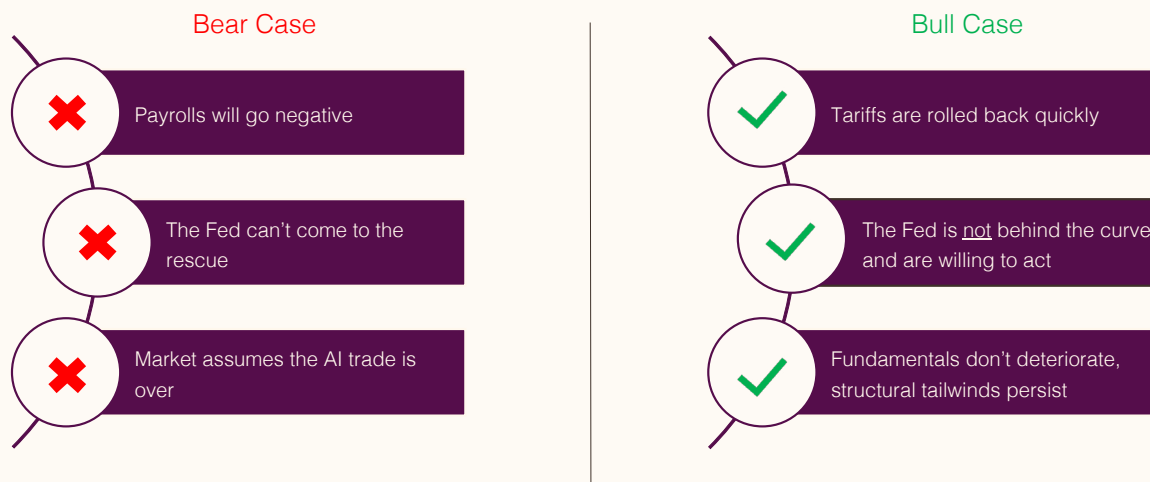 Bear Case
Payrolls will go negative
The Fed can't come to the
rescue
Market assumes the AI trade is
over
Bull Case
Tariffs are rolled back quickly
The Fed is not behind the curve
and are willing to act
Fundamentals don't deteriorate,
structural tailwinds persist